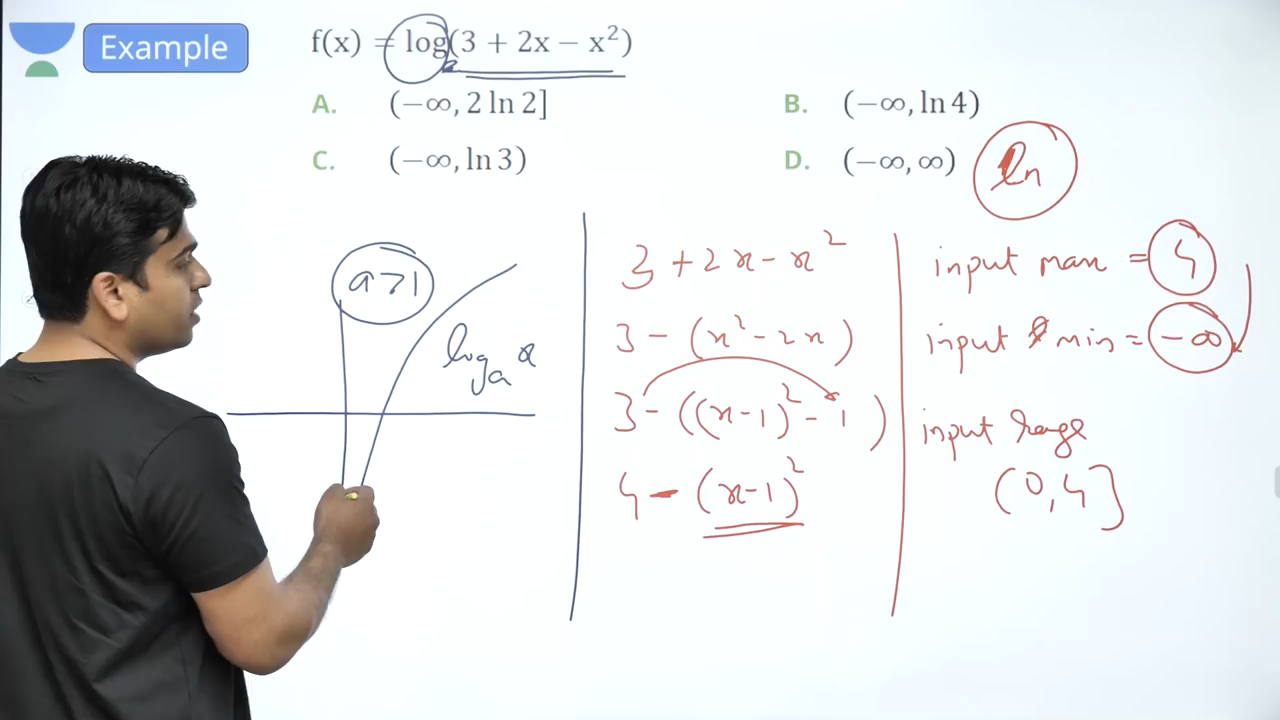 Example
f(x) = logₐ(3 + 2x − x²)
A. (−∞, 2 ln 2]
B. (−∞, ln 4)
C. (−∞, ln 3)
D. (−∞, ∞)
ln
a>1
logₐ x
3 + 2x − x²
3 − (x² − 2x)
3 − ((x−1)² − 1)
4 − (x−1)²
input max = 4
input min = −∞
input range
(0, 4]